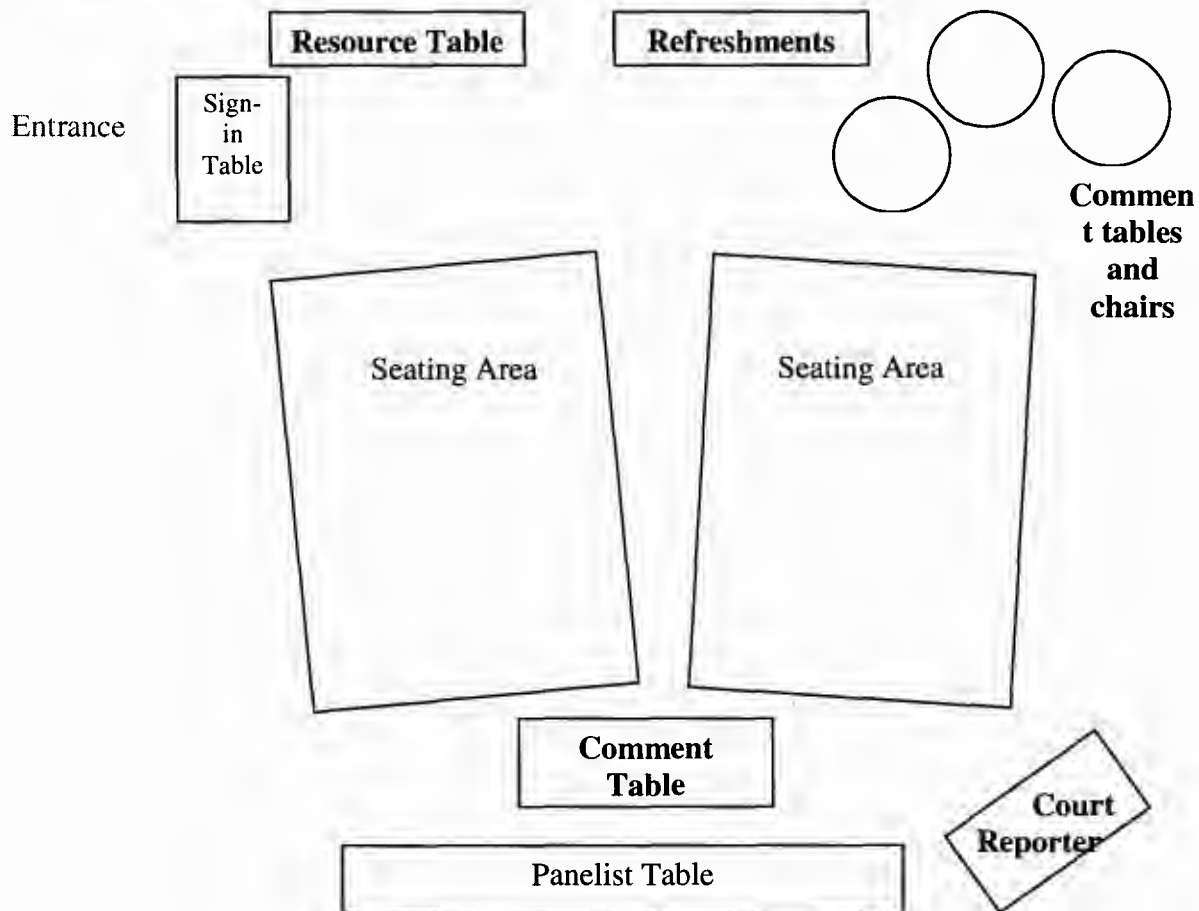 Resource Table
Refreshments
Entrance
Sign-
in
Table
Commen
t tables
and
chairs
Seating Area
Seating Area
Comment
Table
Court
Reporter
Panelist Table